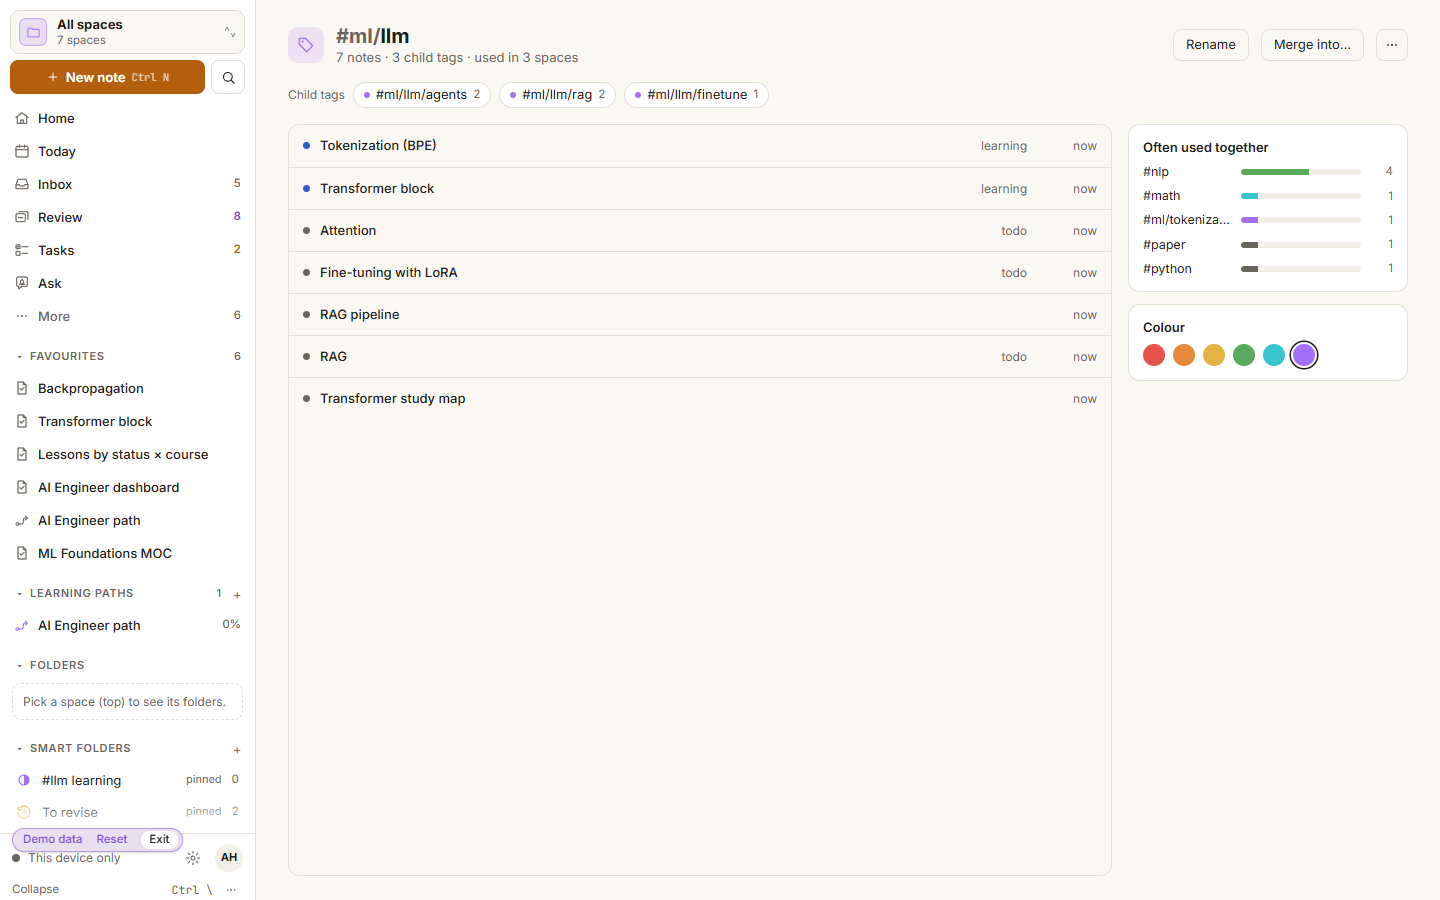 All spaces
7 spaces
+ New note Ctrl N
Home
Today
Inbox 5
Review 8
Tasks 2
Ask
More 6
FAVOURITES 6
Backpropagation
Transformer block
Lessons by status × course
AI Engineer dashboard
AI Engineer path
ML Foundations MOC
LEARNING PATHS 1 +
AI Engineer path 0%
FOLDERS
Pick a space (top) to see its folders.
SMART FOLDERS +
#llm learning pinned 0
To revise pinned 2
Demo data Reset Exit
This device only AH
Collapse Ctrl \ ...
#ml/llm
7 notes · 3 child tags · used in 3 spaces
Rename Merge into... ...
Child tags #ml/llm/agents 2 #ml/llm/rag 2 #ml/llm/finetune 1
Tokenization (BPE) learning now
Transformer block learning now
Attention todo now
Fine-tuning with LoRA todo now
RAG pipeline now
RAG todo now
Transformer study map now
Often used together
#nlp 4
#math 1
#ml/tokeniza... 1
#paper 1
#python 1
Colour